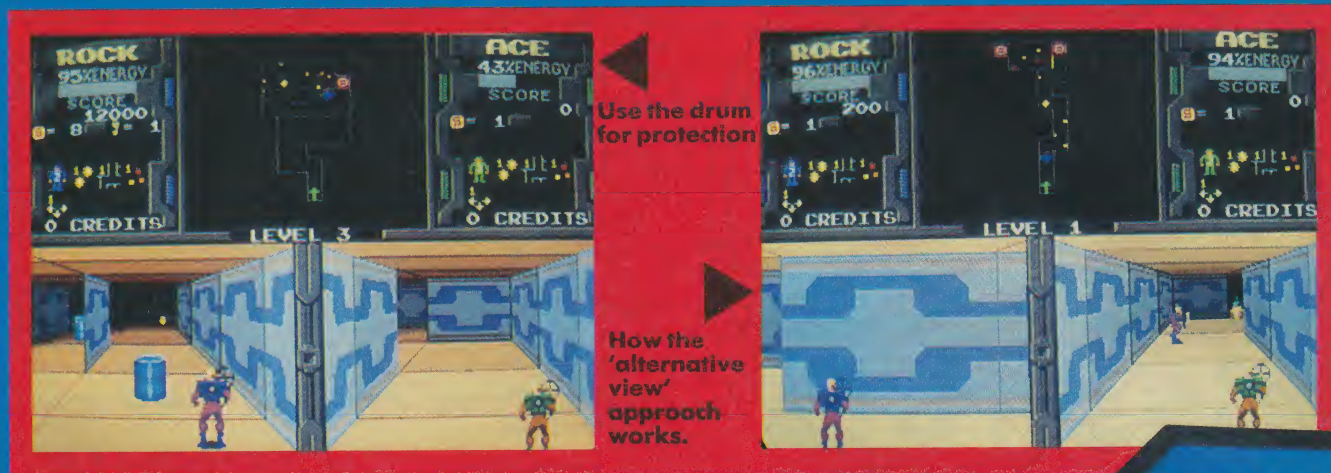 ROCK
95%ENERGY
SCORE
12000
S= 8 = 1
0 CREDITS
ACE
43%ENERGY
SCORE
0
S= 1
0 CREDITS
LEVEL 3
Use the drum
for protection
How the
'alternative
view'
approach
works.
ROCK
96%ENERGY
SCORE
200
S= 1
0 CREDITS
ACE
94%ENERGY
SCORE
0
S= 1
0 CREDITS
LEVEL 1